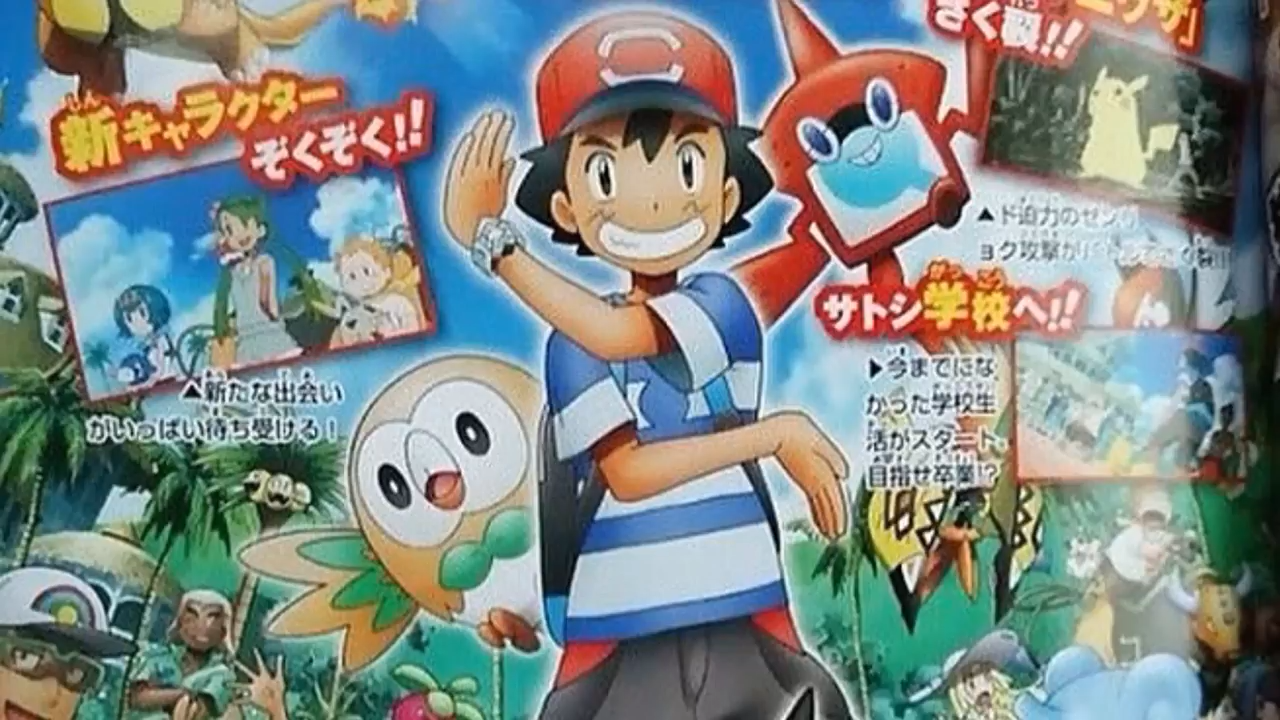 新キャラクター
ぞくぞく!!
▲新たな出会い
がいっぱい待ち受ける!
さく裂!!
▲ド迫力のゼンリ
ョク攻撃が
サトシ学校へ!!
▶今までにな
かった学校生
活がスタート、
目指せ卒業!?